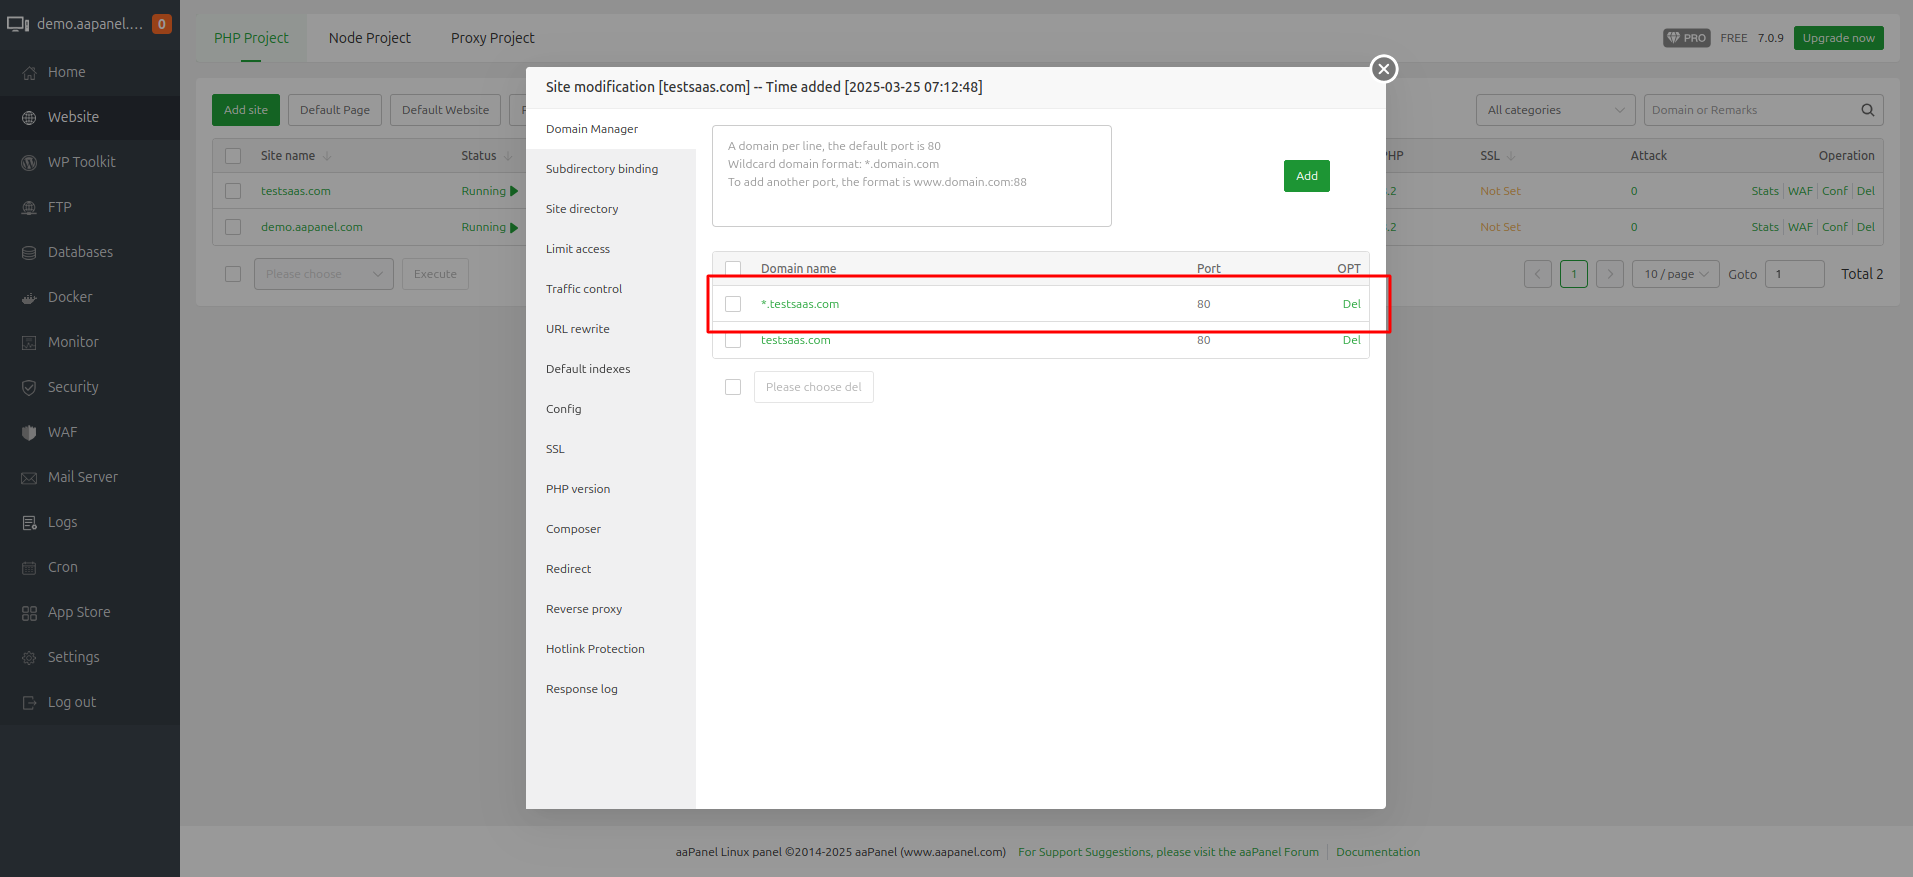 demo.aapanel.... 0
Home
Website
WP Toolkit
FTP
Databases
Docker
Monitor
Security
WAF
Mail Server
Logs
Cron
App Store
Settings
Log out
PHP Project Node Project Proxy Project
PRO FREE 7.0.9 Upgrade now
Add site Default Page Default Website
All categories Domain or Remarks
Site name Status
SSL Attack Operation
testsaas.com Running
.2 Not Set 0 Stats WAF Conf Del
demo.aapanel.com Running
.2 Not Set 0 Stats WAF Conf Del
Please choose Execute
1 10 / page Goto 1 Total 2
Site modification [testsaas.com] -- Time added [2025-03-25 07:12:48]
Domain Manager
Subdirectory binding
Site directory
Limit access
Traffic control
URL rewrite
Default indexes
Config
SSL
PHP version
Composer
Redirect
Reverse proxy
Hotlink Protection
Response log
A domain per line, the default port is 80
Wildcard domain format: *.domain.com
To add another port, the format is www.domain.com:88
Add
Domain name Port OPT
*.testsaas.com 80 Del
testsaas.com 80 Del
Please choose del
aaPanel Linux panel ©2014-2025 aaPanel (www.aapanel.com) For Support Suggestions, please visit the aaPanel Forum Documentation